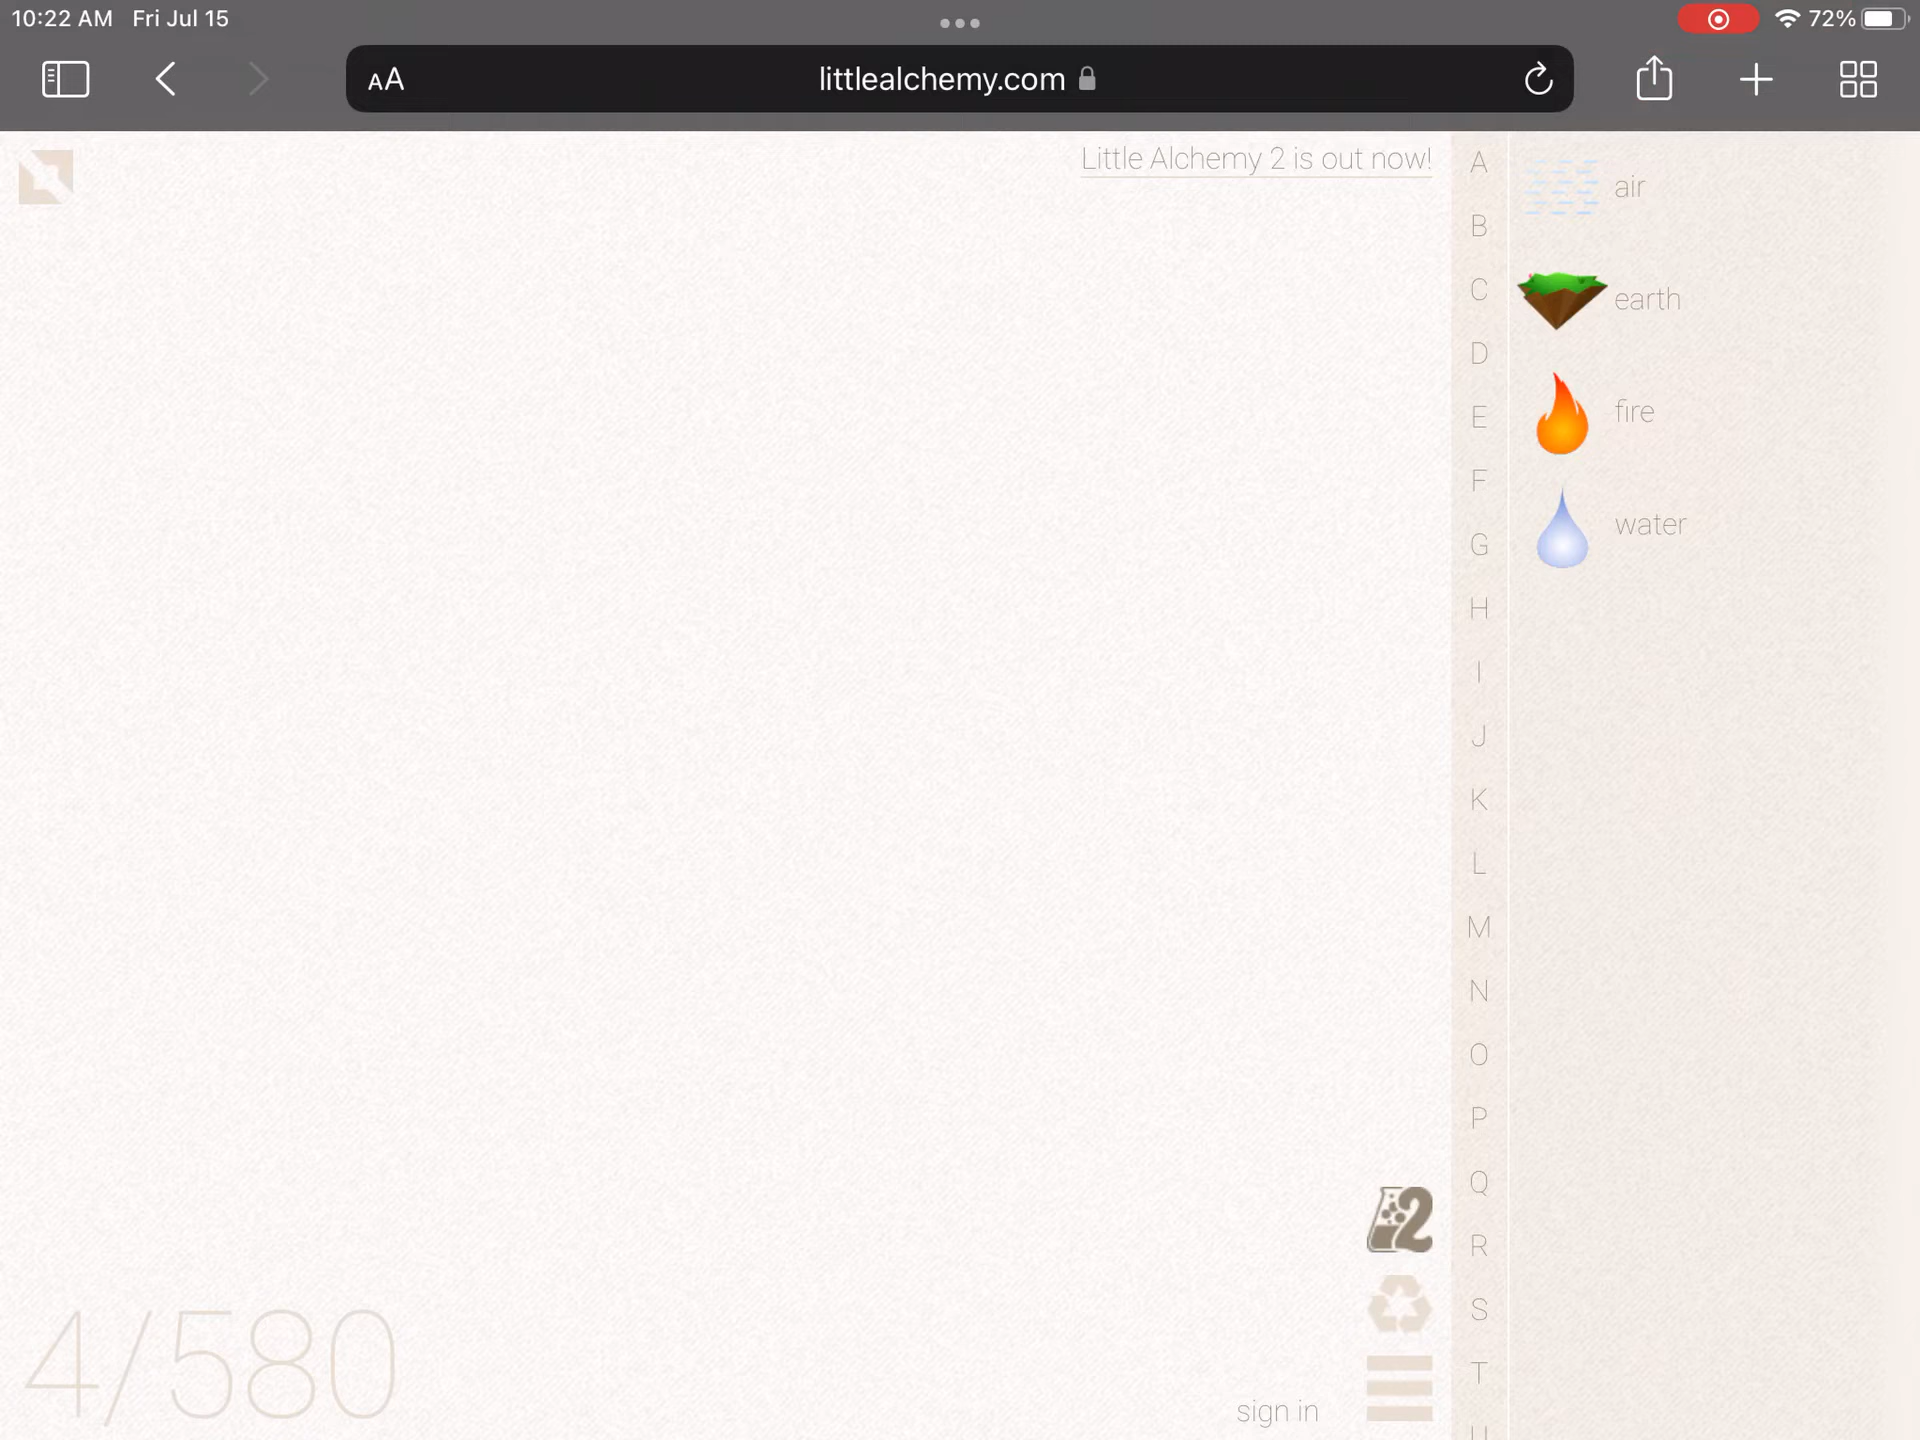 10:22 AM Fri Jul 15
72%
AA
littlealchemy.com
Little Alchemy 2 is out now!
A
B
C
D
E
F
G
H
I
J
K
L
M
N
O
P
Q
R
S
T
U
air
earth
fire
water
2
4/580
sign in